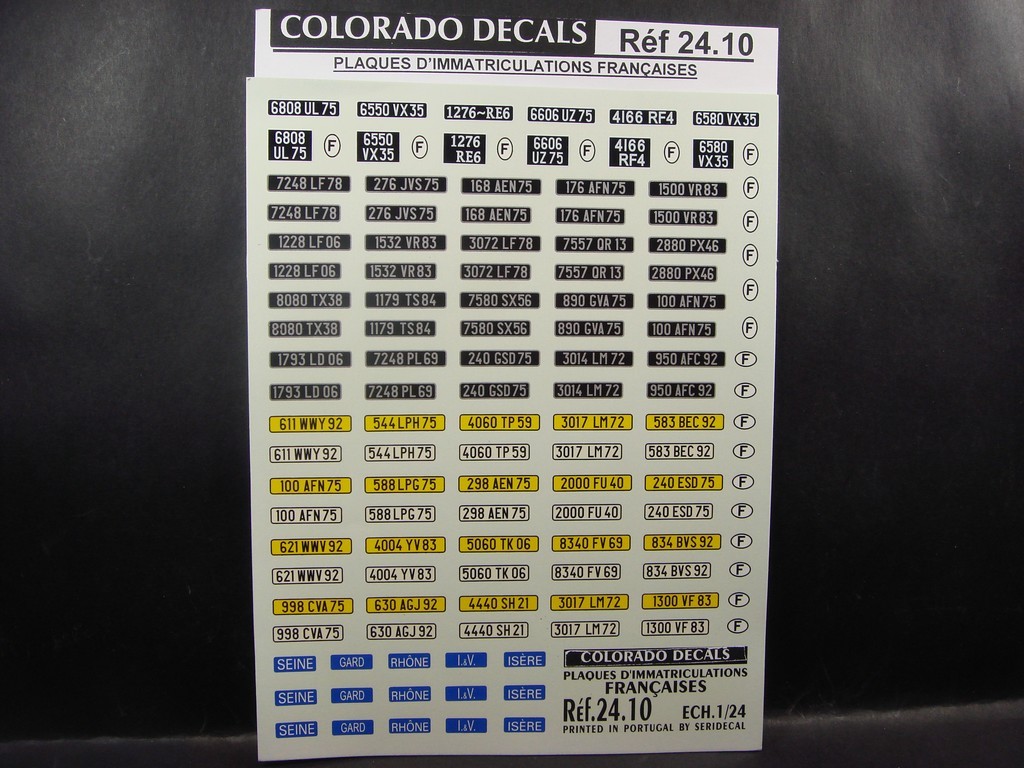 COLORADO DECALS Réf 24.10
PLAQUES D'IMMATRICULATIONS FRANÇAISES
6808 UL 75 6550 VX35 1276~RE6 6606 UZ 75 4166 RF4 6580 VX35
6808 6550 1276 6606 4166 6580
UL 75 F VX35 F RE6 F UZ 75 F RF4 F VX35 F
7248 LF 78 276 JVS 75 168 AEN 75 176 AFN 75 1500 VR 83 F
7248 LF 78 276 JVS 75 168 AEN 75 176 AFN 75 1500 VR 83 F
1228 LF 06 1532 VR 83 3072 LF 78 7557 QR 13 2880 PX46 F
1228 LF 06 1532 VR 83 3072 LF 78 7557 QR 13 2880 PX46
8080 TX38 1179 TS 84 7580 SX56 890 GVA 75 100 AFN 75 F
8080 TX38 1179 TS 84 7580 SX56 890 GVA 75 100 AFN 75 F
1793 LD 06 7248 PL 69 240 GSD 75 3014 LM 72 950 AFC 92 F
1793 LD 06 7248 PL 69 240 GSD 75 3014 LM 72 950 AFC 92 F
611 WWY 92 544 LPH 75 4060 TP 59 3017 LM 72 583 BEC 92 F
611 WWY 92 544 LPH 75 4060 TP 59 3017 LM 72 583 BEC 92 F
100 AFN 75 588 LPG 75 298 AEN 75 2000 FU 40 240 ESD 75 F
100 AFN 75 588 LPG 75 298 AEN 75 2000 FU 40 240 ESD 75 F
621 WWV 92 4004 YV 83 5060 TK 06 8340 FV 69 834 BVS 92 F
621 WWV 92 4004 YV 83 5060 TK 06 8340 FV 69 834 BVS 92 F
998 CVA 75 630 AGJ 92 4440 SH 21 3017 LM 72 1300 VF 83 F
998 CVA 75 630 AGJ 92 4440 SH 21 3017 LM 72 1300 VF 83 F
SEINE GARD RHÔNE I.&V. ISÈRE
SEINE GARD RHÔNE I.&V. ISÈRE
SEINE GARD RHÔNE I.&V. ISÈRE
COLORADO DECALS
PLAQUES D'IMMATRICULATIONS
FRANÇAISES
Réf.24.10 ECH.1/24
PRINTED IN PORTUGAL BY SERIDECAL